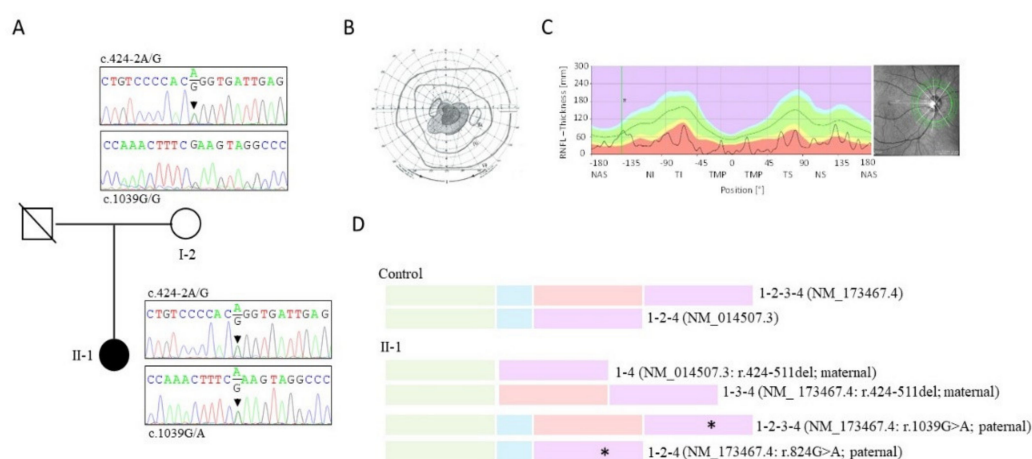 A
B
C
c.424-2A/G
A
CTGTCCCCAC G GGTGATTGAG
CCAAACTTTCGAAGTAGGCCC
c.1039G/G
I-2
c.424-2A/G
A
CTGTCCCCAC G GGTGATTGAG
II-1
A
CCAAACTTTC G AAGTAGGCCC
c.1039G/A
RNFL-Thickness [mm]
300
240
180
120
60
0
-180 -135 -90 -45 0 45 90 135 180
NAS NI TI TMP TMP TS NS NAS
Position [°]
D
Control
1-2-3-4 (NM_173467.4)
1-2-4 (NM_014507.3)
II-1
1-4 (NM_014507.3: r.424-511del; maternal)
1-3-4 (NM_ 173467.4: r.424-511del; maternal)
* 1-2-3-4 (NM_173467.4: r.1039G>A; paternal)
* 1-2-4 (NM_173467.4: r.824G>A; paternal)